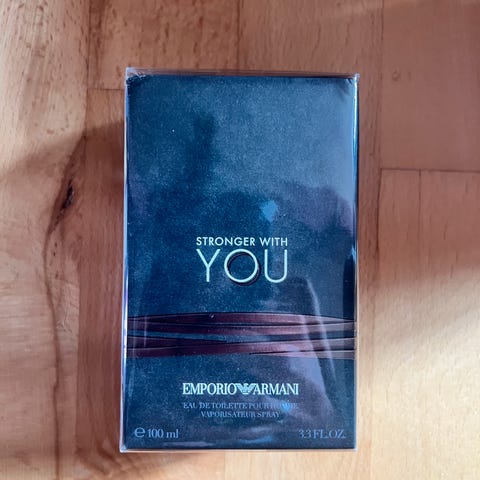 STRONGER WITH
YOU
EMPORIO ARMANI
EAU DE TOILETTE POUR HOMME
VAPORISATEUR SPRAY
℮ 100 ml 3.3 FL.OZ.